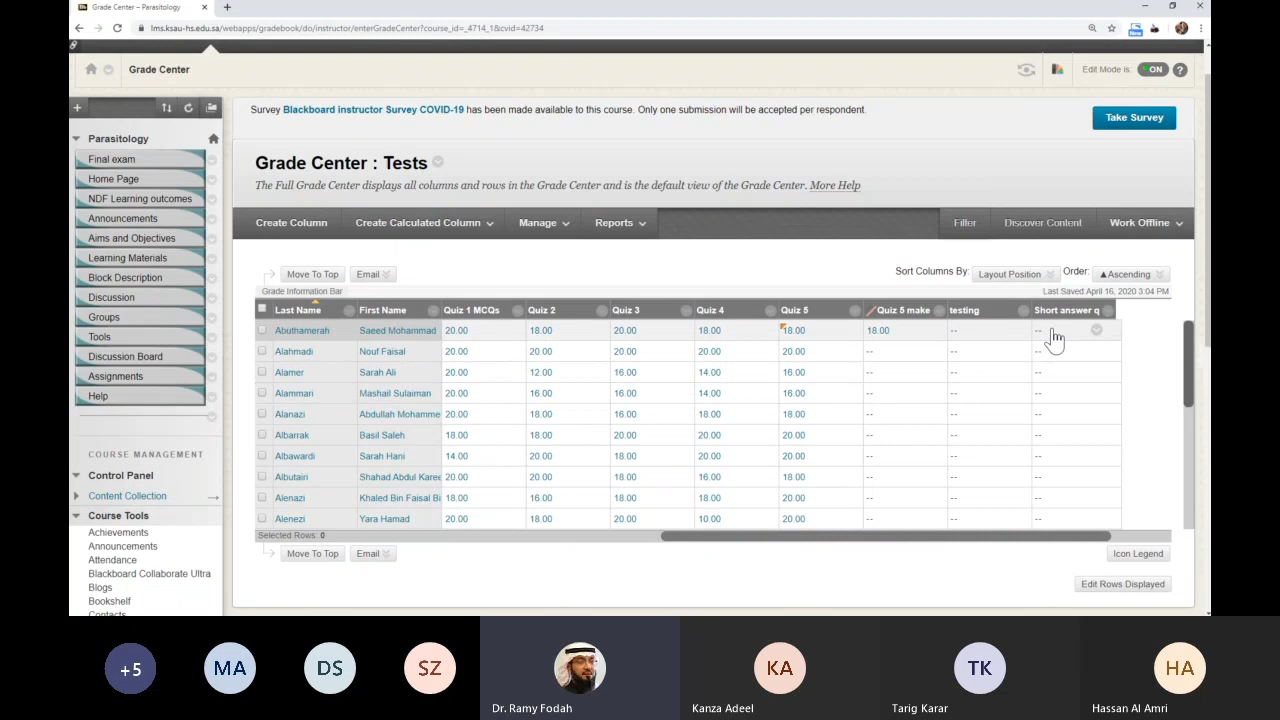 Grade Center – Parasitology
lms.ksau-hs.edu.sa/webapps/gradebook/do/instructor/enterGradeCenter?course_id=_4714_1&cvid=42734
Grade Center
Edit Mode is: ON ?
Survey Blackboard instructor Survey COVID-19 has been made available to this course. Only one submission will be accepted per respondent.
Take Survey
Parasitology
Final exam
Home Page
NDF Learning outcomes
Announcements
Aims and Objectives
Learning Materials
Block Description
Discussion
Groups
Tools
Discussion Board
Assignments
Help
COURSE MANAGEMENT
Control Panel
Content Collection
Course Tools
Achievements
Announcements
Attendance
Blackboard Collaborate Ultra
Blogs
Bookshelf
Contacts
Grade Center : Tests
The Full Grade Center displays all columns and rows in the Grade Center and is the default view of the Grade Center. More Help
Create Column Create Calculated Column Manage Reports Filter Discover Content Work Offline
Move To Top Email Sort Columns By: Layout Position Order: ▲Ascending
Grade Information Bar Last Saved:April 16, 2020 3:04 PM
Last Name First Name Quiz 1 MCQs Quiz 2 Quiz 3 Quiz 4 Quiz 5 Quiz 5 make testing Short answer q
Abuthamerah Saeed Mohammad 20.00 18.00 20.00 18.00 18.00 18.00 -- --
Alahmadi Nouf Faisal 20.00 20.00 20.00 20.00 20.00 -- -- --
Alamer Sarah Ali 20.00 12.00 16.00 14.00 16.00 -- -- --
Alammari Mashail Sulaiman 20.00 16.00 16.00 14.00 20.00 -- -- --
Alanazi Abdullah Mohamme 20.00 18.00 16.00 18.00 18.00 -- -- --
Albarrak Basil Saleh 18.00 18.00 20.00 20.00 20.00 -- -- --
Albawardi Sarah Hani 14.00 20.00 18.00 20.00 20.00 -- -- --
Albutairi Shahad Abdul Karee 20.00 20.00 18.00 16.00 20.00 -- -- --
Alenazi Khaled Bin Faisal Bi 18.00 16.00 18.00 18.00 20.00 -- -- --
Alenezi Yara Hamad 20.00 18.00 20.00 10.00 20.00 -- -- --
Selected Rows: 0
Move To Top Email Icon Legend
Edit Rows Displayed
+5 MA DS SZ KA TK HA
Dr. Ramy Fodah Kanza Adeel Tarig Karar Hassan Al Amri